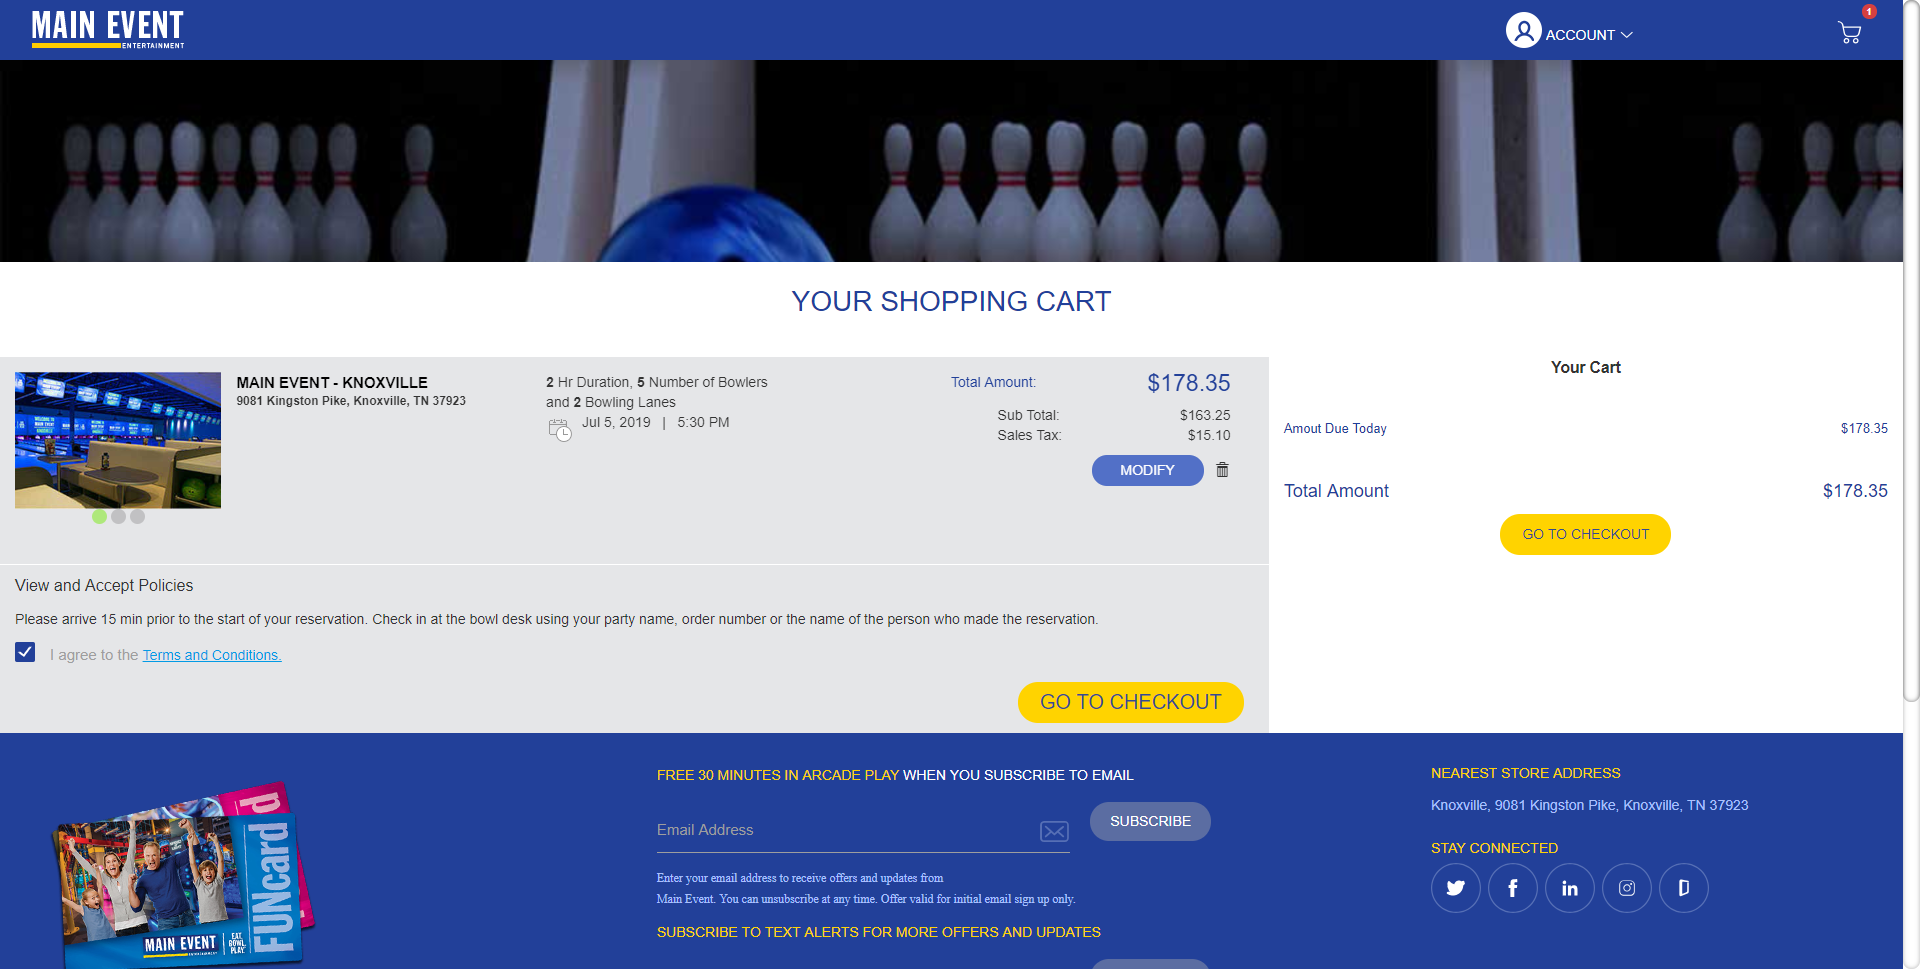 MAIN EVENT
ENTERTAINMENT
ACCOUNT
1
YOUR SHOPPING CART
MAIN EVENT - KNOXVILLE
9081 Kingston Pike, Knoxville, TN 37923
2 Hr Duration, 5 Number of Bowlers
and 2 Bowling Lanes
Jul 5, 2019 | 5:30 PM
Total Amount: $178.35
Sub Total: $163.25
Sales Tax: $15.10
MODIFY
Your Cart
Amout Due Today $178.35
Total Amount $178.35
GO TO CHECKOUT
View and Accept Policies
Please arrive 15 min prior to the start of your reservation. Check in at the bowl desk using your party name, order number or the name of the person who made the reservation.
I agree to the Terms and Conditions.
GO TO CHECKOUT
FUNcard
MAIN EVENT
ENTERTAINMENT
EAT.
BOWL.
PLAY.
FREE 30 MINUTES IN ARCADE PLAY WHEN YOU SUBSCRIBE TO EMAIL
Email Address
SUBSCRIBE
Enter your email address to receive offers and updates from
Main Event. You can unsubscribe at any time. Offer valid for initial email sign up only.
SUBSCRIBE TO TEXT ALERTS FOR MORE OFFERS AND UPDATES
NEAREST STORE ADDRESS
Knoxville, 9081 Kingston Pike, Knoxville, TN 37923
STAY CONNECTED